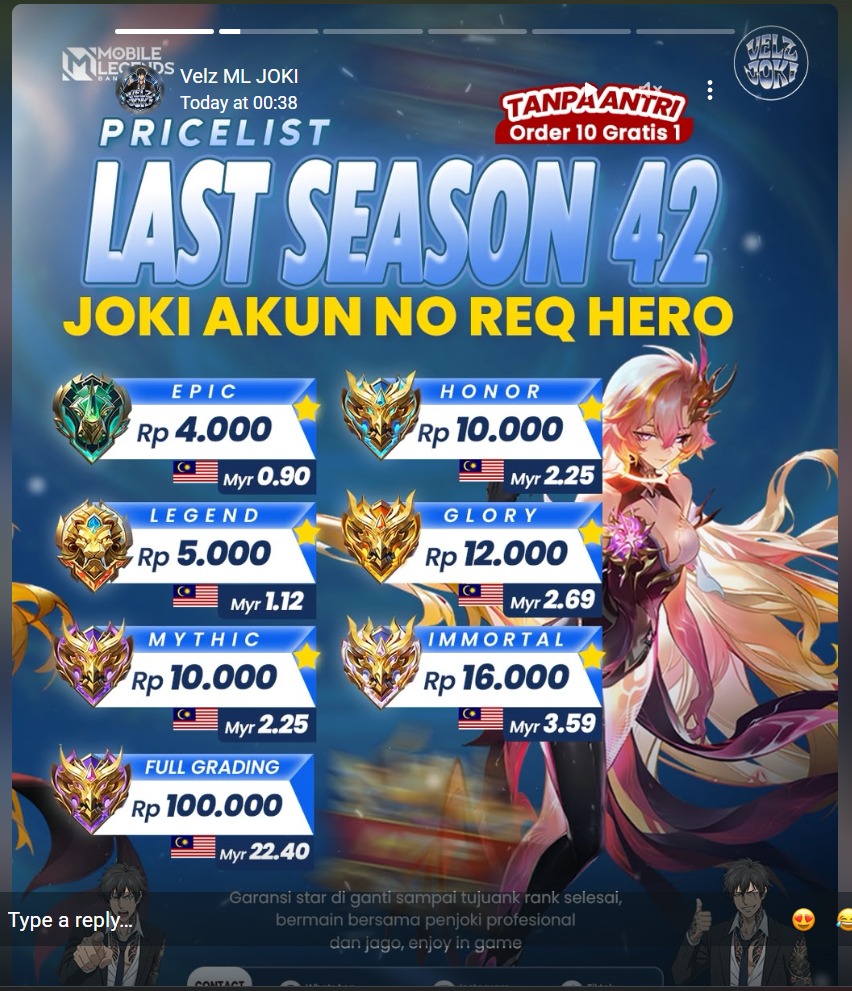 MOBILE
LEGENDS
Velz ML JOKI
Today at 00:38
VELZ
JOKI
PRICELIST
TANPA ANTRI
Order 10 Gratis 1
LAST SEASON 42
JOKI AKUN NO REQ HERO
EPIC
Rp 4.000
Myr 0.90
HONOR
Rp 10.000
Myr 2.25
LEGEND
Rp 5.000
Myr 1.12
GLORY
Rp 12.000
Myr 2.69
MYTHIC
Rp 10.000
Myr 2.25
IMMORTAL
Rp 16.000
Myr 3.59
FULL GRADING
Rp 100.000
Myr 22.40
Garansi star di ganti sampai tujuank rank selesai,
bermain bersama penjoki profesional
dan jago, enjoy in game
Type a reply...
CONTACT